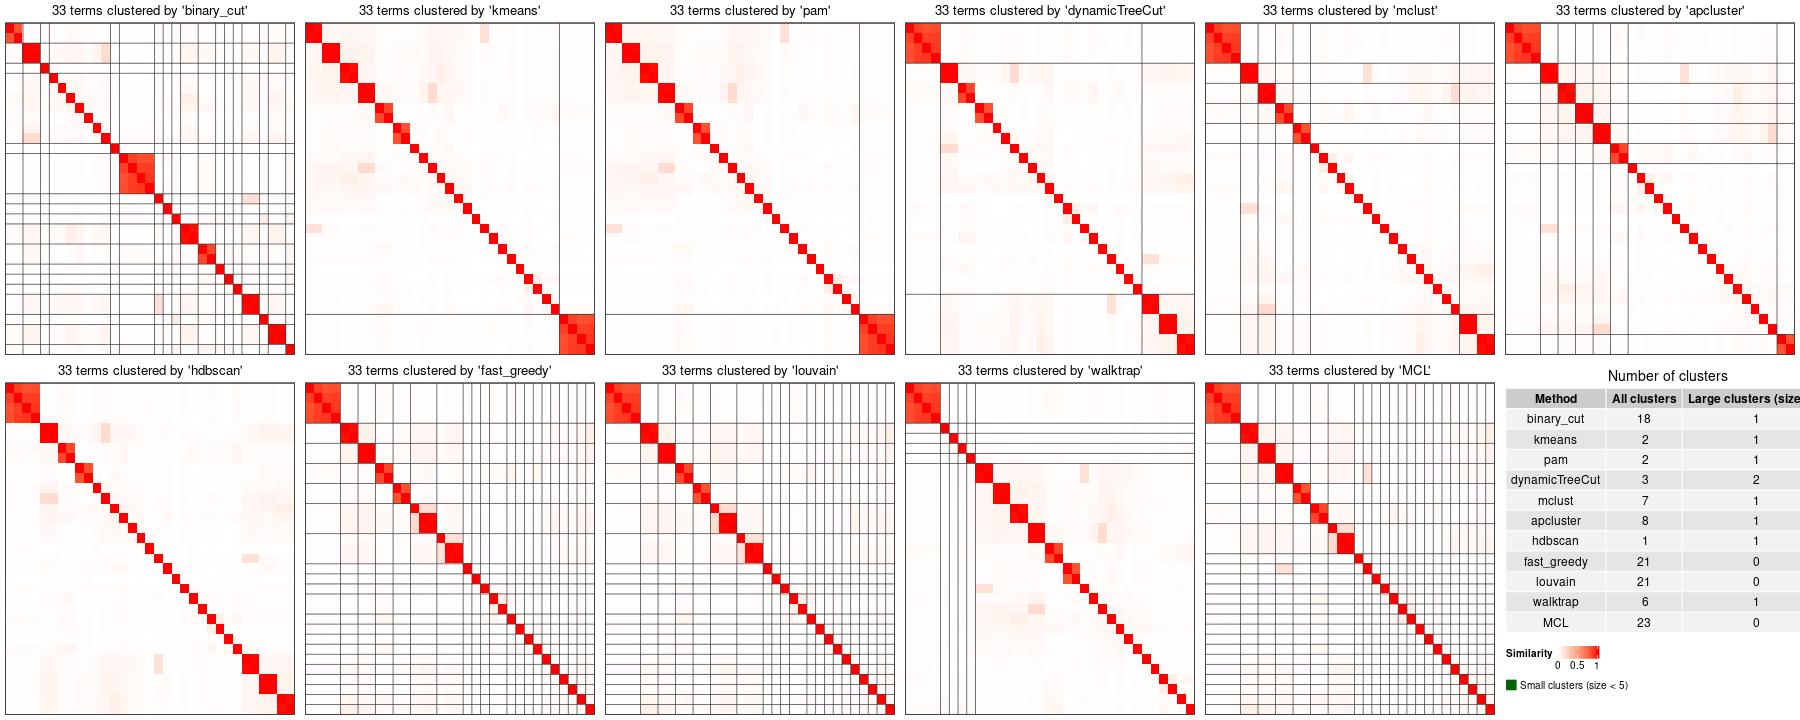 33 terms clustered by 'binary_cut'
33 terms clustered by 'kmeans'
33 terms clustered by 'pam'
33 terms clustered by 'dynamicTreeCut'
33 terms clustered by 'mclust'
33 terms clustered by 'apcluster'
33 terms clustered by 'hdbscan'
33 terms clustered by 'fast_greedy'
33 terms clustered by 'louvain'
33 terms clustered by 'walktrap'
33 terms clustered by 'MCL'
Number of clusters
Method All clusters Large clusters (size
binary_cut 18 1
kmeans 2 1
pam 2 1
dynamicTreeCut 3 2
mclust 7 1
apcluster 8 1
hdbscan 1 1
fast_greedy 21 0
louvain 21 0
walktrap 6 1
MCL 23 0
Similarity
0 0.5 1
Small clusters (size < 5)